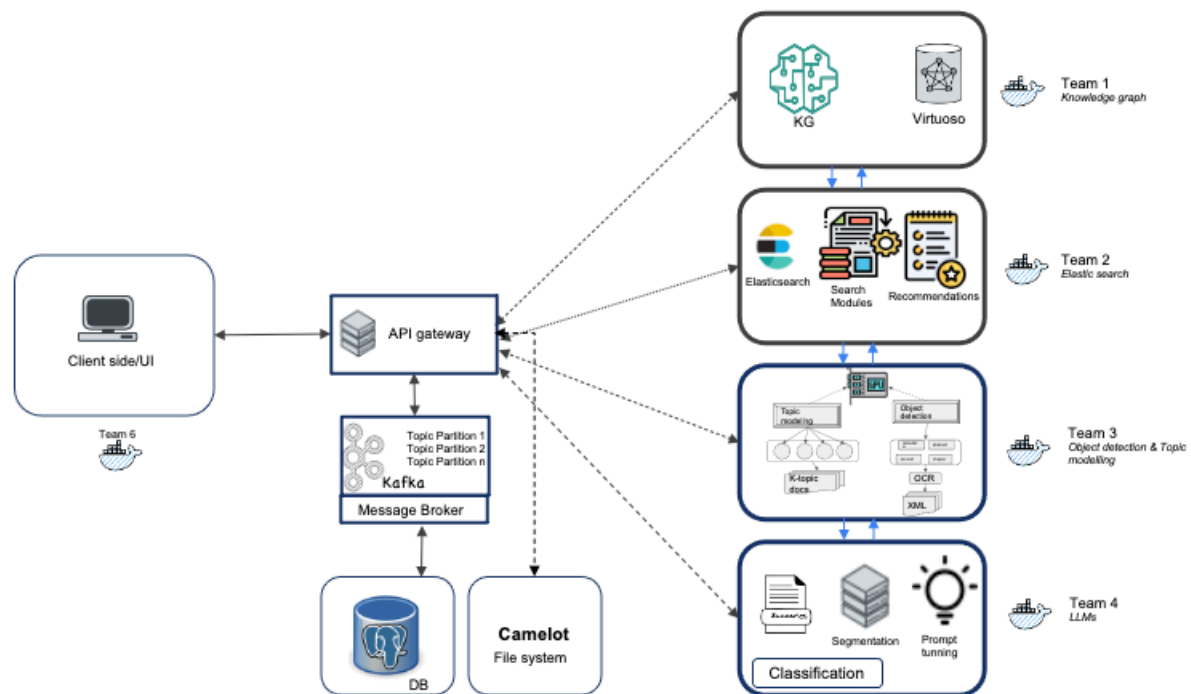 KG
Virtuoso
Team 1
Knowledge graph
Elasticsearch
Search
Modules
Recommendations
Team 2
Elastic search
Client side/UI
Team 6
API gateway
Topic Partition 1
Topic Partition 2
Topic Partition n
Kafka
Message Broker
DB
Camelot
File system
GPU
Topic
modeling
Object
detection
K-topic
docs
OCR
XML
Team 3
Object detection & Topic
modelling
Segmentation
Prompt
tunning
Classification
Team 4
LLMs